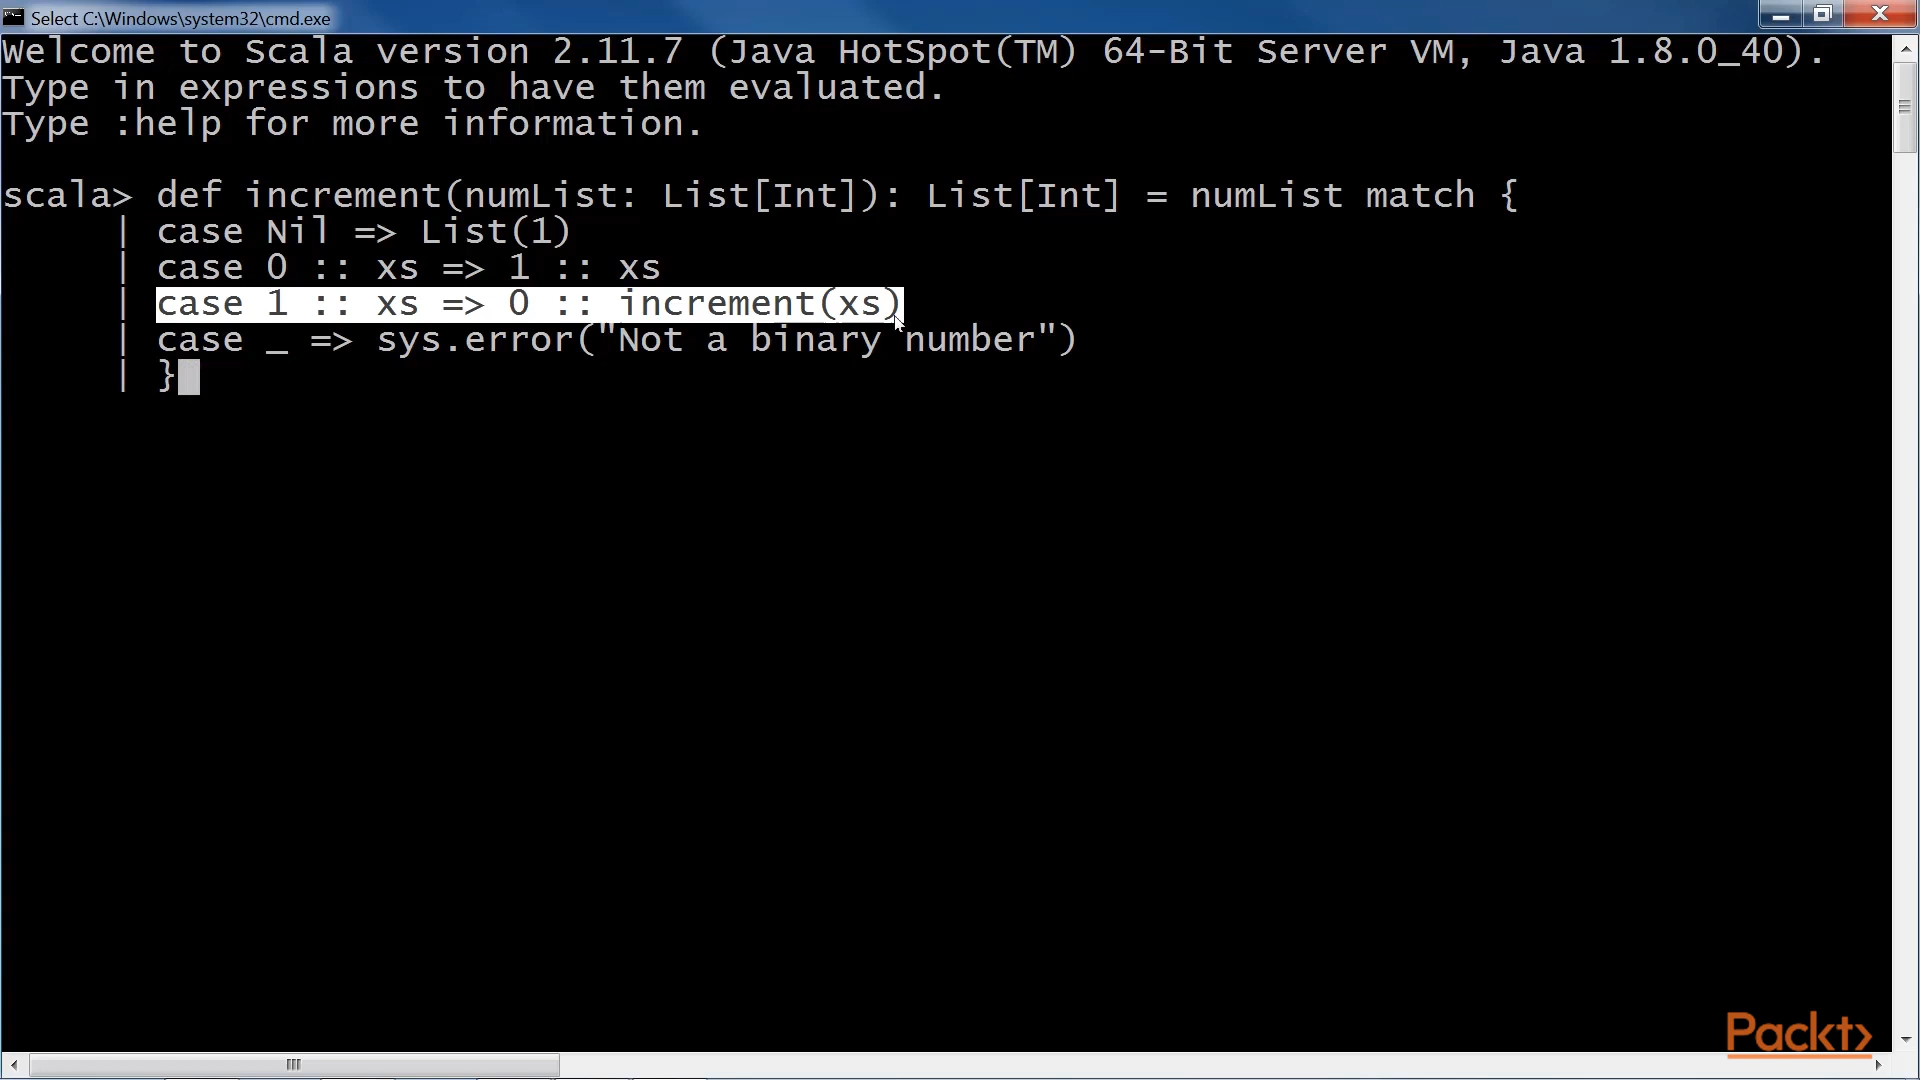 Select C:\Windows\system32\cmd.exe
Welcome to Scala version 2.11.7 (Java HotSpot(TM) 64-Bit Server VM, Java 1.8.0_40).
Type in expressions to have them evaluated.
Type :help for more information.
scala> def increment(numList: List[Int]): List[Int] = numList match {
| case Nil => List(1)
| case 0 :: xs => 1 :: xs
| case 1 :: xs => 0 :: increment(xs)
| case _ => sys.error("Not a binary number")
| }
Packt>